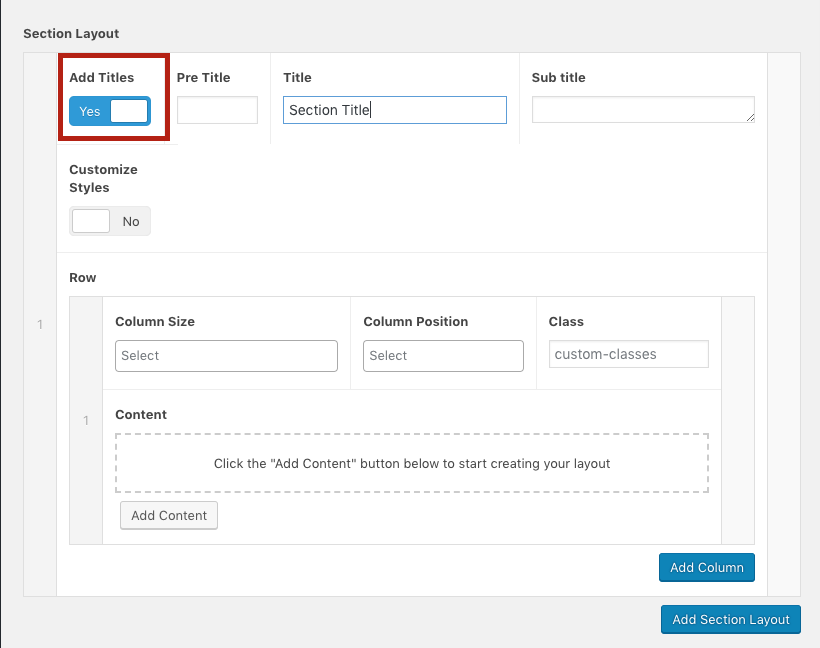 Section Layout
Add Titles
Pre Title
Title
Sub title
Yes
Section Title
Customize
Styles
No
Row
1
Column Size
Column Position
Class
Select
Select
custom-classes
1
Content
Click the "Add Content" button below to start creating your layout
Add Content
Add Column
Add Section Layout